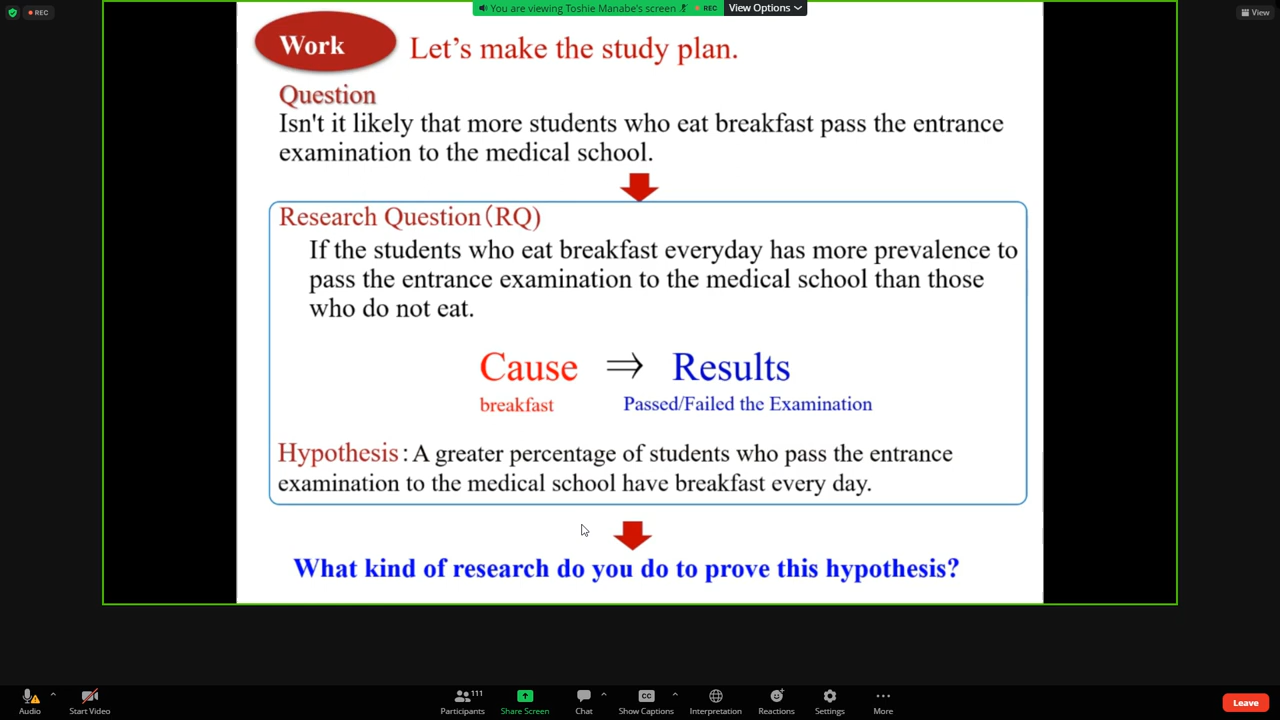 REC
You are viewing Toshie Manabe's screen
REC
View Options
View
Work
Let's make the study plan.
Question
Isn't it likely that more students who eat breakfast pass the entrance
examination to the medical school.
Research Question(RQ)
If the students who eat breakfast everyday has more prevalence to
pass the entrance examination to the medical school than those
who do not eat.
Cause ⇒ Results
breakfast Passed/Failed the Examination
Hypothesis : A greater percentage of students who pass the entrance
examination to the medical school have breakfast every day.
What kind of research do you do to prove this hypothesis?
111
Audio
Start Video
Participants
Share Screen
Chat
CC
Show Captions
Interpretation
Reactions
Settings
More
Leave